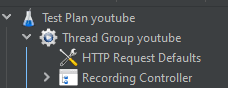 Test Plan youtube
Thread Group youtube
HTTP Request Defaults
Recording Controller